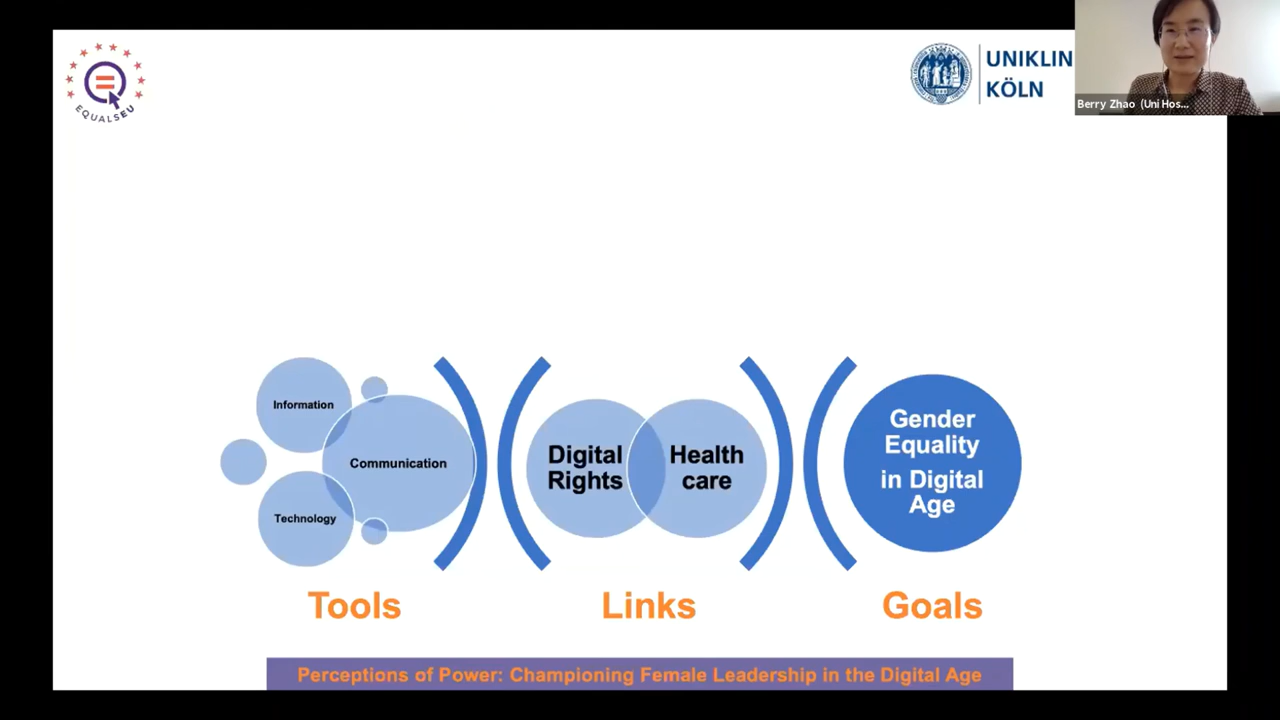 EQUALSEU
UNIKLIN
KÖLN
Berry Zhao (Uni Hos...
Information
Communication
Technology
Digital
Rights
Health
care
Gender
Equality
in Digital
Age
Tools
Links
Goals
Perceptions of Power: Championing Female Leadership in the Digital Age